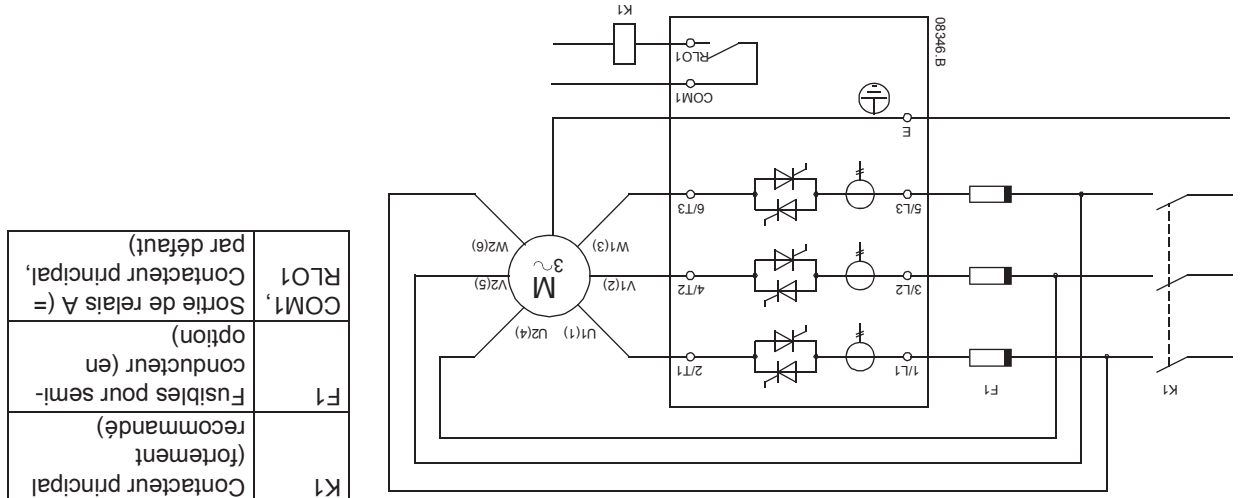 K1
F1
1/L1
2/T1
U1(1)
U2(4)
3/L2
4/T2
V1(2)
M
3~
V2(5)
5/L3
6/T3
W1(3)
W2(6)
E
COM1
RLO1
08346.B
K1
K1
Contacteur principal
(fortement
recommandé)
F1
Fusibles pour semi-
conducteur (en
option)
COM1,
RLO1
Sortie de relais A (=
Contacteur principal,
par défaut)